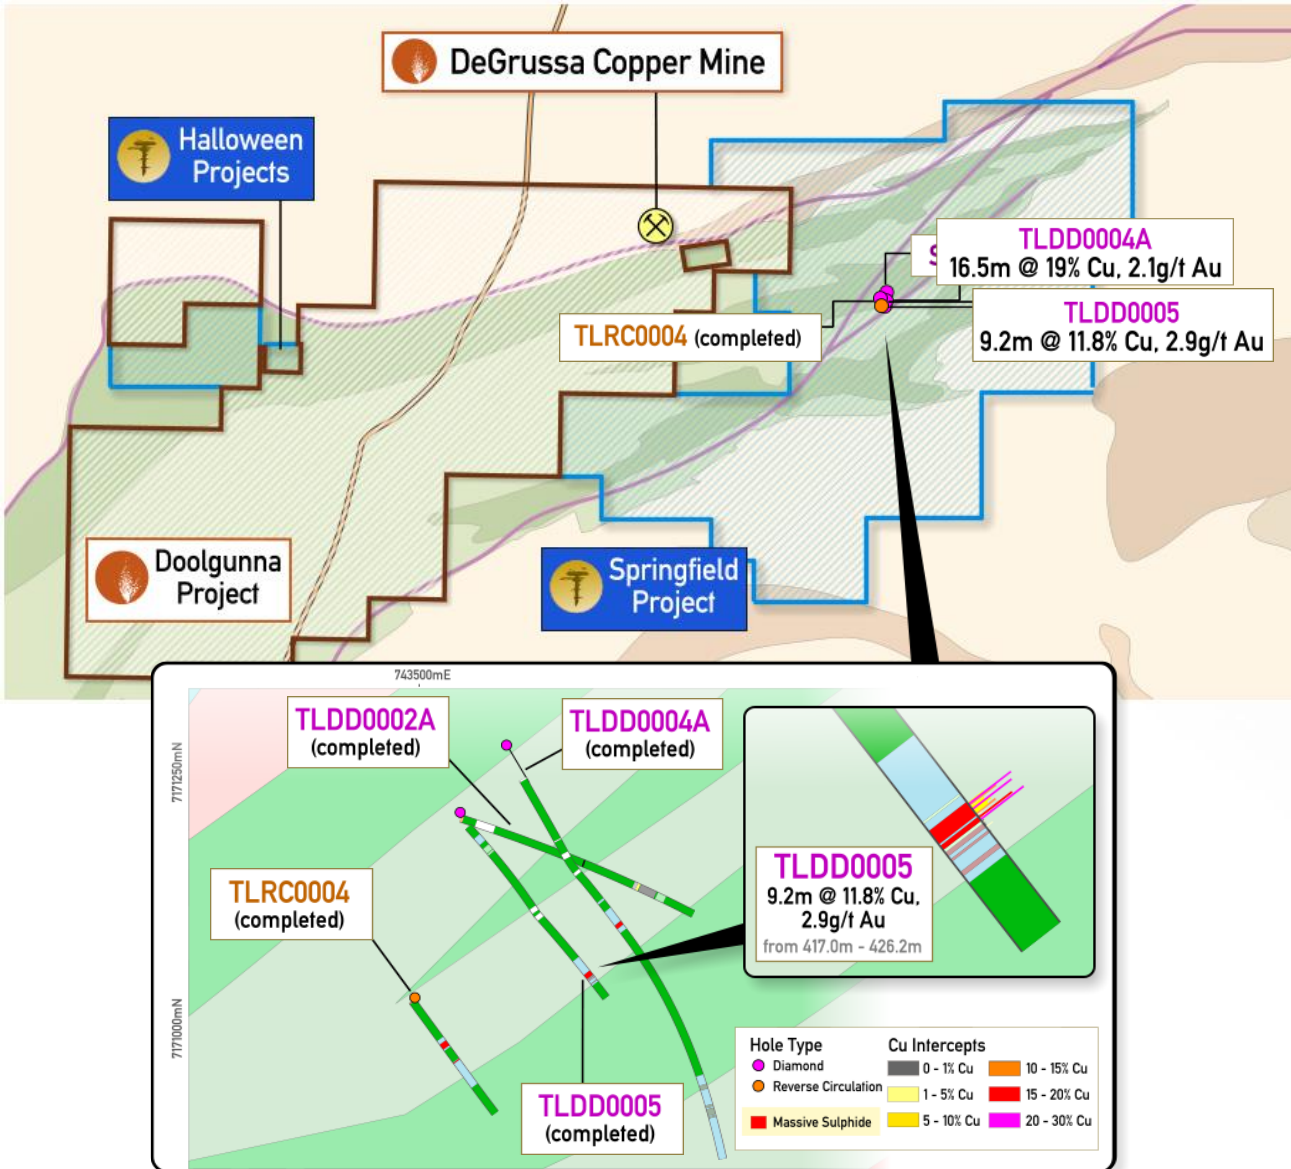 DeGrussa Copper Mine
Halloween
Projects
TLDD0004A
16.5m @ 19% Cu, 2.1g/t Au
TLDD0005
9.2m @ 11.8% Cu, 2.9g/t Au
TLRC0004 (completed)
Doolgunna
Project
Springfield
Project
743500mE
7171250mN
7171000mN
TLDD0002A
(completed)
TLDD0004A
(completed)
TLRC0004
(completed)
TLDD0005
9.2m @ 11.8% Cu,
2.9g/t Au
from 417.0m - 426.2m
TLDD0005
(completed)
Hole Type
Diamond
Reverse Circulation
Massive Sulphide
Cu Intercepts
0 - 1% Cu
1 - 5% Cu
5 - 10% Cu
10 - 15% Cu
15 - 20% Cu
20 - 30% Cu